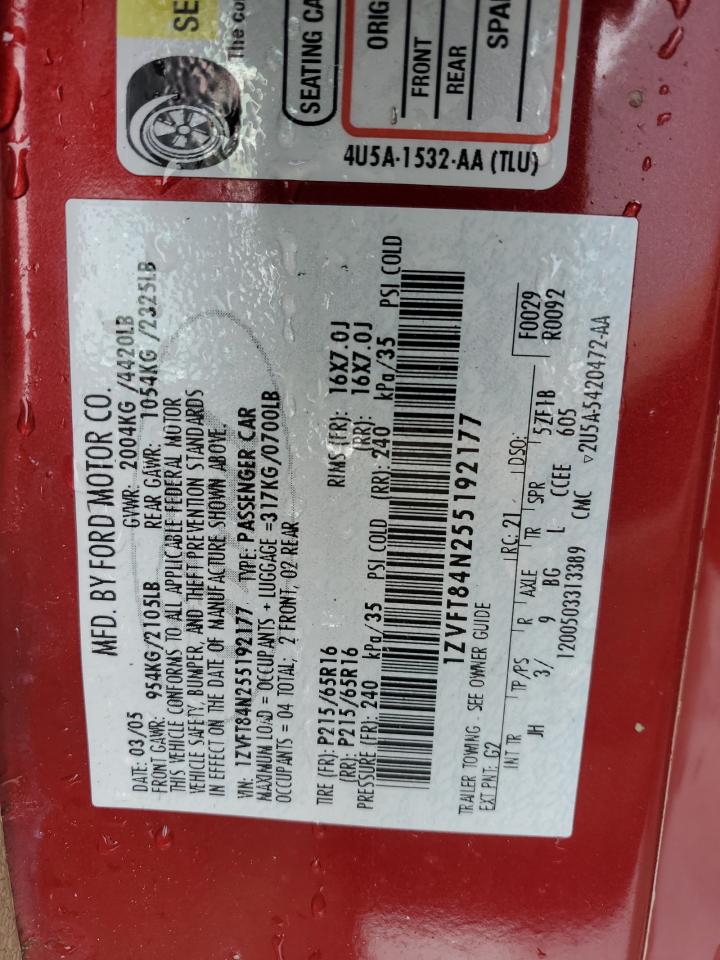 SE
The co
SEATING CA
ORIG
FRONT
REAR
SPAR
4U5A-1532-AA (TLU)
MFD. BY FORD MOTOR CO.
DATE: 03/05 GVWR: 2004KG /4420LB
FRONT GAWR: 954KG/2105LB REAR GAWR: 1054KG /2325LB
THIS VEHICLE CONFORMS TO ALL APPLICABLE FEDERAL MOTOR
VEHICLE SAFETY, BUMPER, AND THEFT PREVENTION STANDARDS
IN EFFECT ON THE DATE OF MANUFACTURE SHOWN ABOVE.
VIN: 1ZVFT84N255192177 TYPE: PASSENGER CAR
MAXIMUM LOAD = OCCUPANTS + LUGGAGE =317KG/0700LB
OCCUPANTS = 04 TOTAL; 2 FRONT, 02 REAR
TIRE (FR): P215/65R16 RIMS(FR): 16X7.0J
(RR): P215/65R16 (RR): 16X7.0J
PRESSURE (FR): 240 kPa/35 PSI COLD (RR): 240 kPa/35 PSI COLD
1ZVFT84N255192177
TRAILER TOWING - SEE OWNER GUIDE
EXT PNT: G2 RC: 21 DSO: F0029
INT TR TP/PS R AXLE TR SPR 5ZF1B R0092
JH 3/ 9 BG L CCEE 605
1200503313389 CMC ▽2U5A-5420472-AA